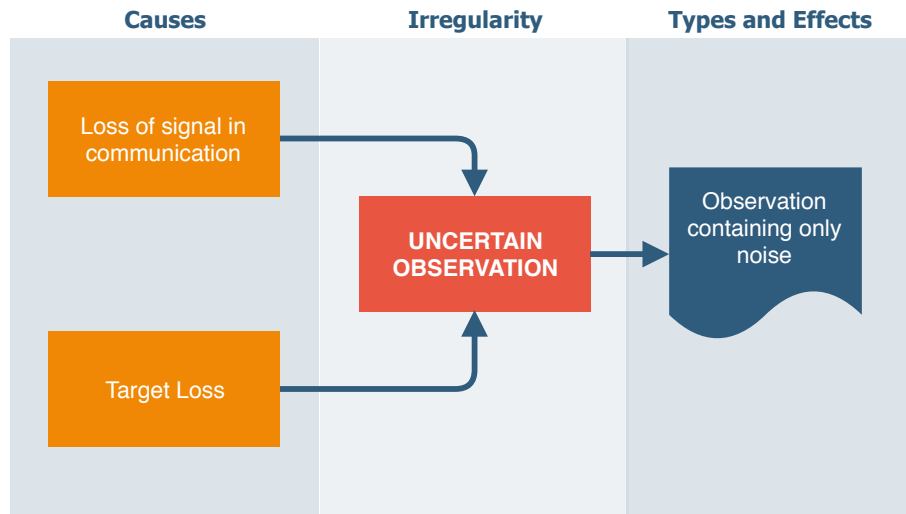 Causes
Irregularity
Types and Effects
Loss of signal in
communication
UNCERTAIN
OBSERVATION
Observation
containing only
noise
Target Loss